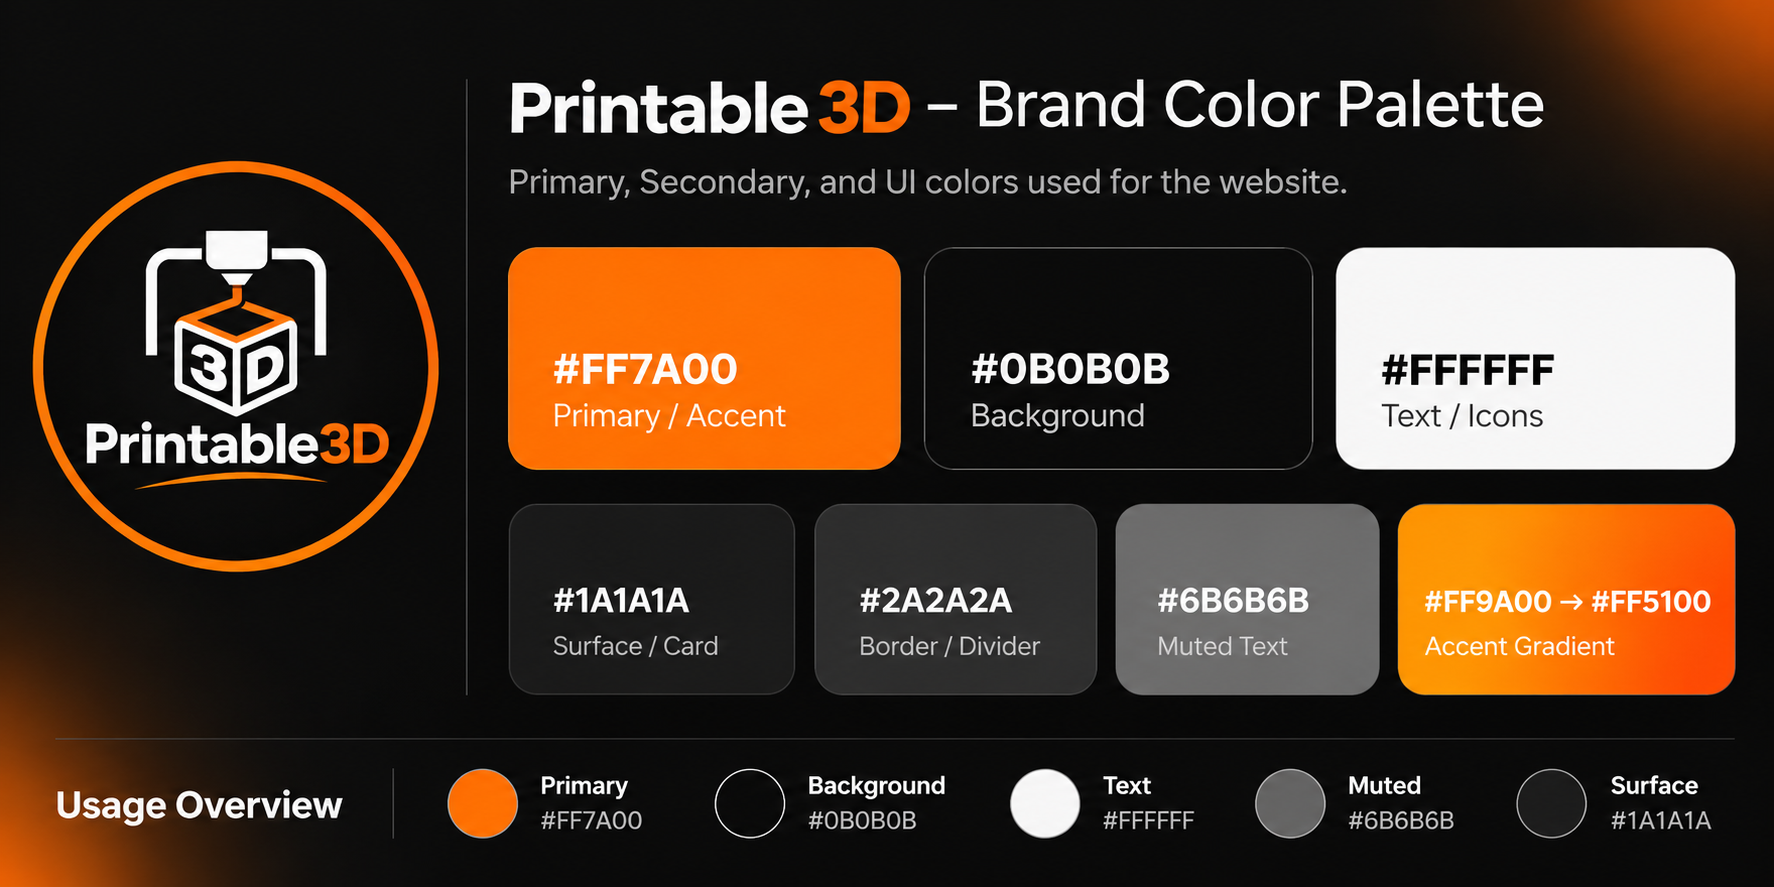 3D
Printable3D
Printable 3D – Brand Color Palette
Primary, Secondary, and UI colors used for the website.
#FF7A00
Primary / Accent
#0B0B0B
Background
#FFFFFF
Text / Icons
#1A1A1A
Surface / Card
#2A2A2A
Border / Divider
#6B6B6B
Muted Text
#FF9A00 → #FF5100
Accent Gradient
Usage Overview
Primary
#FF7A00
Background
#0B0B0B
Text
#FFFFFF
Muted
#6B6B6B
Surface
#1A1A1A